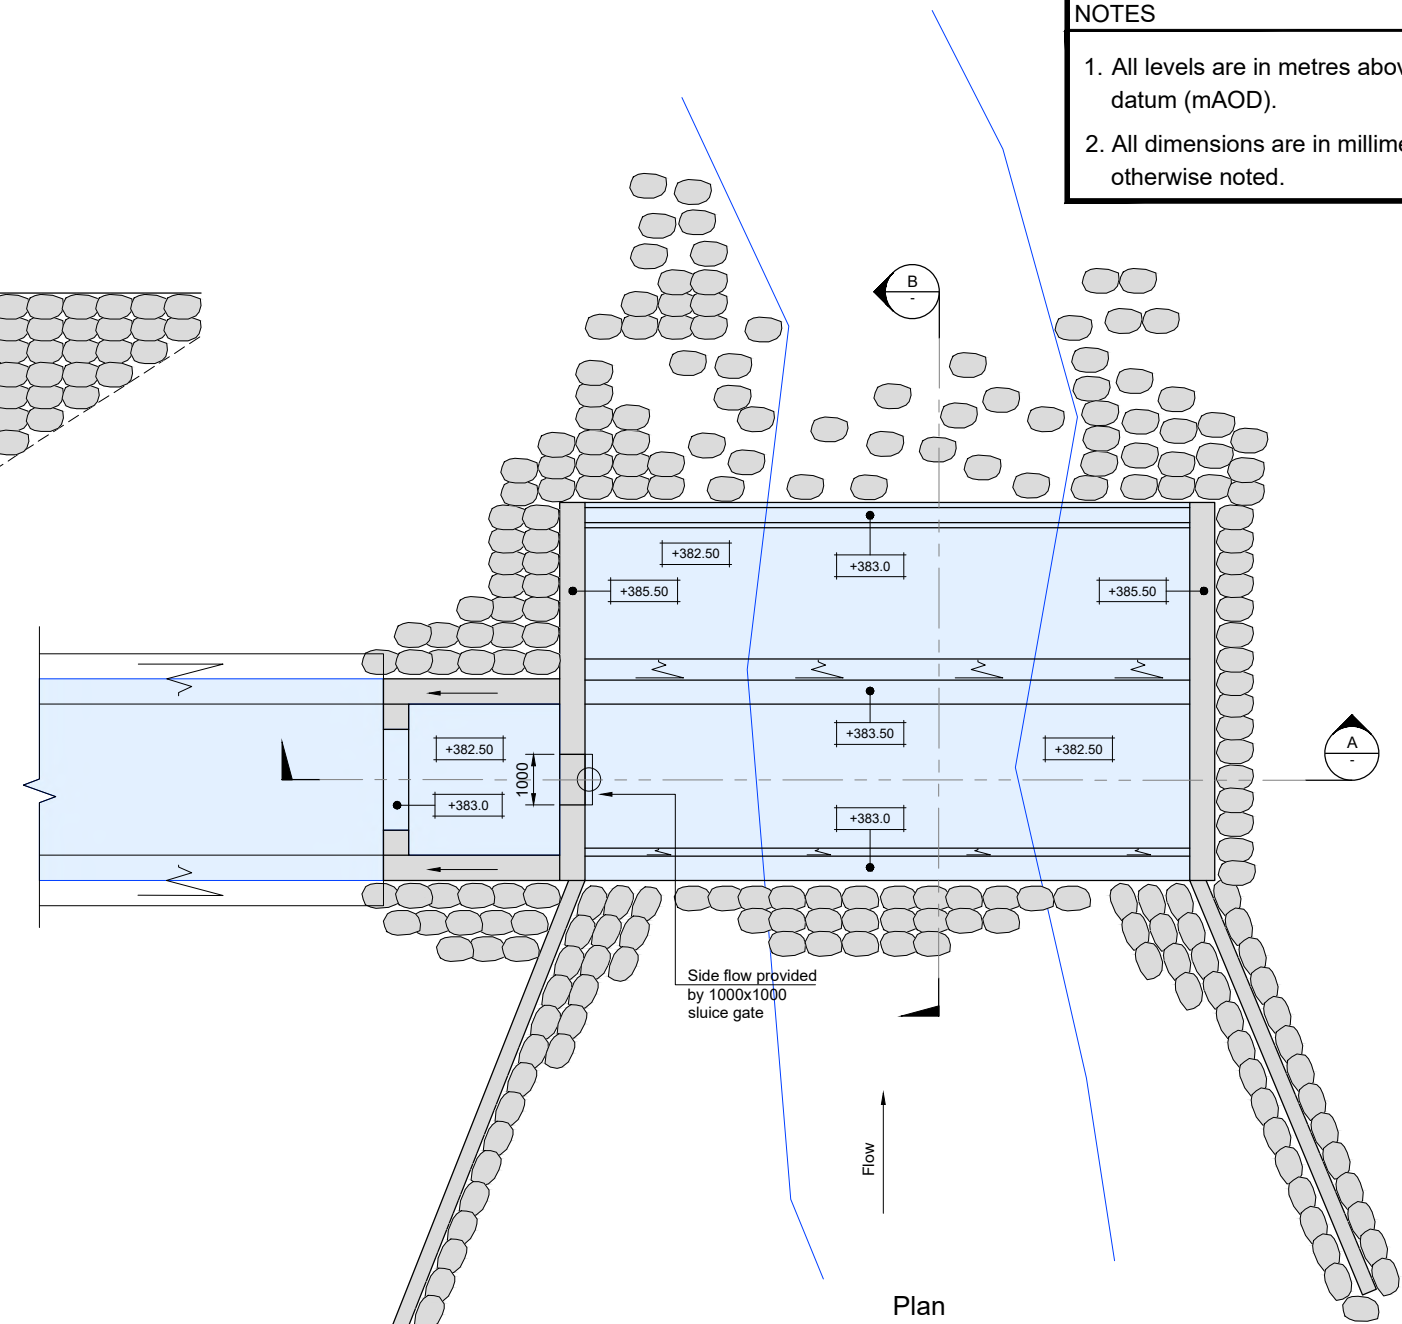 NOTES
1. All levels are in metres above
datum (mAOD).
2. All dimensions are in millime
otherwise noted.
B
-
+382.50
+383.0
+385.50
+385.50
+383.50
+382.50
+382.50
A
-
1000
+383.0
+383.0
Side flow provided
by 1000x1000
sluice gate
Flow
Plan